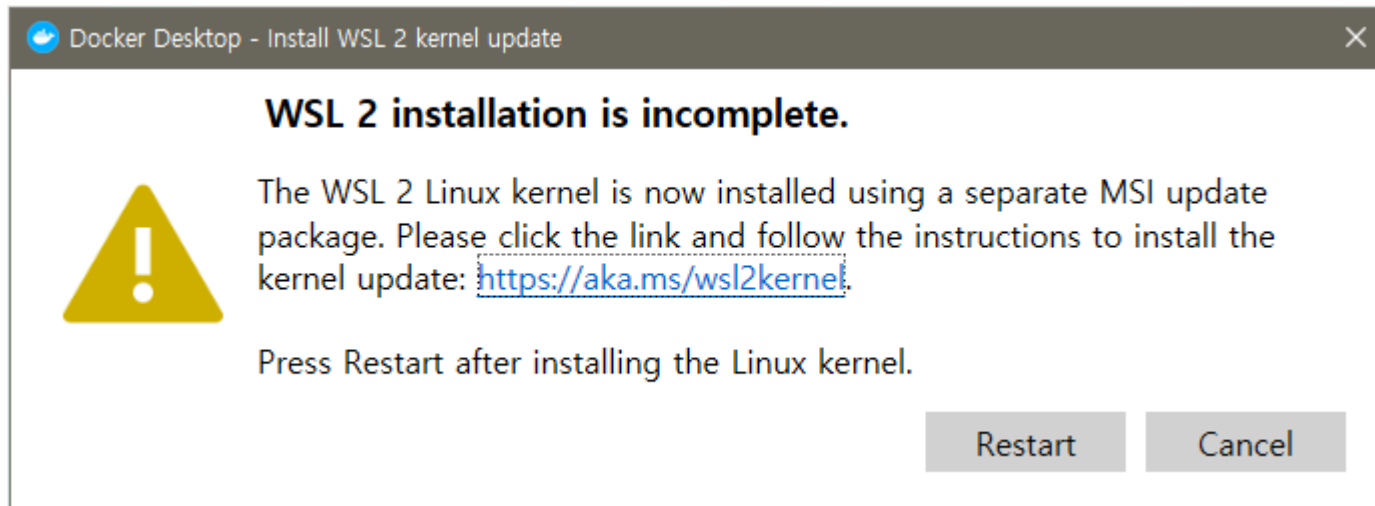 Docker Desktop - Install WSL 2 kernel update
WSL 2 installation is incomplete.
The WSL 2 Linux kernel is now installed using a separate MSI update
package. Please click the link and follow the instructions to install the
kernel update: https://aka.ms/wsl2kernel.
Press Restart after installing the Linux kernel.
Restart
Cancel